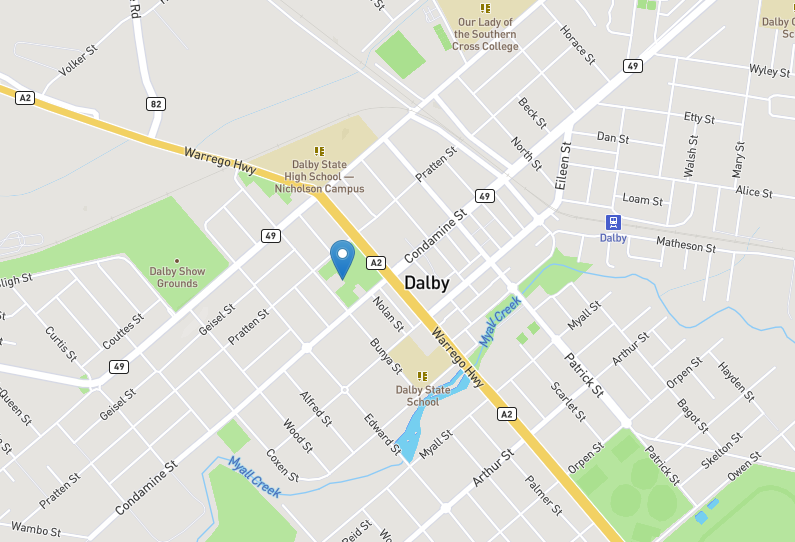 Our Lady of
the Southern
Cross College
Dalby
Sc
Rd
Volker St
Horace St
49
Wyley St
A2
82
Beck St
Etty St
Dan St
Walsh St
Mary St
Warrego Hwy
Dalby State
High School —
Nicholson Campus
Pratten St
North St
Eileen St
Alice St
49
Loam St
Condamine St
49
Dalby
Matheson St
A2
Dalby Show
Grounds
sligh St
Dalby
Nolan St
Geisel St
Pratten St
Couttes St
Curtis St
Myall Creek
Myall St
Warrego Hwy
Arthur St
Bunya St
Patrick St
49
Orpen St
Hayden St
Dalby State
School
Scarlet St
Geisel St
McQueen St
Alfred St
A2
Bagot St
Edward St
Wood St
Myall St
Skelton St
Coxen St
Patrick St
Owen St
Orpen St
Arthur St
Myall Creek
Condamine St
Pratten St
Palmer St
Wambo St
Reid St
Wo